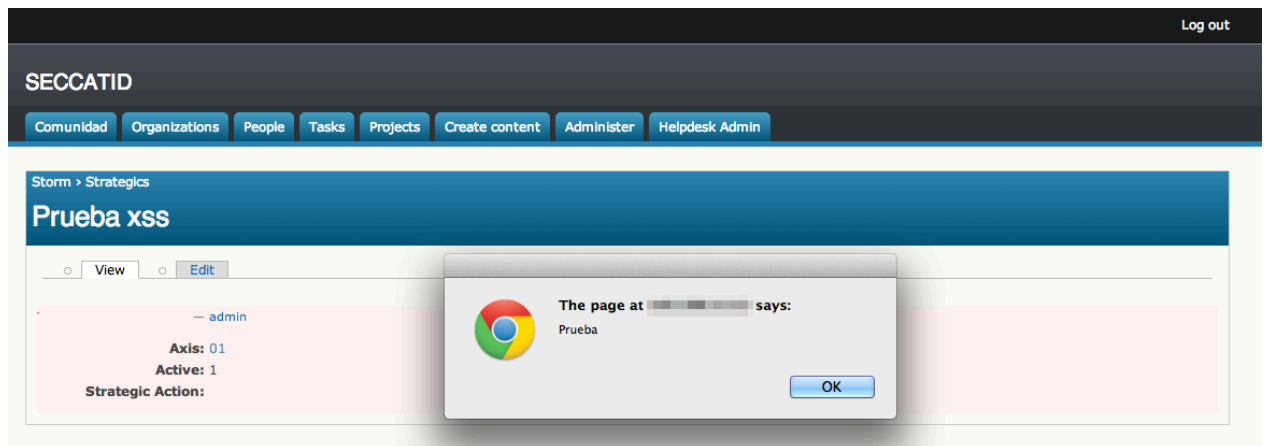 Log out
SECCATID
Comunidad Organizations People Tasks Projects Create content Administer Helpdesk Admin
Storm › Strategics
Prueba xss
View Edit
— admin
Axis: 01
Active: 1
Strategic Action:
The page at says:
Prueba
OK